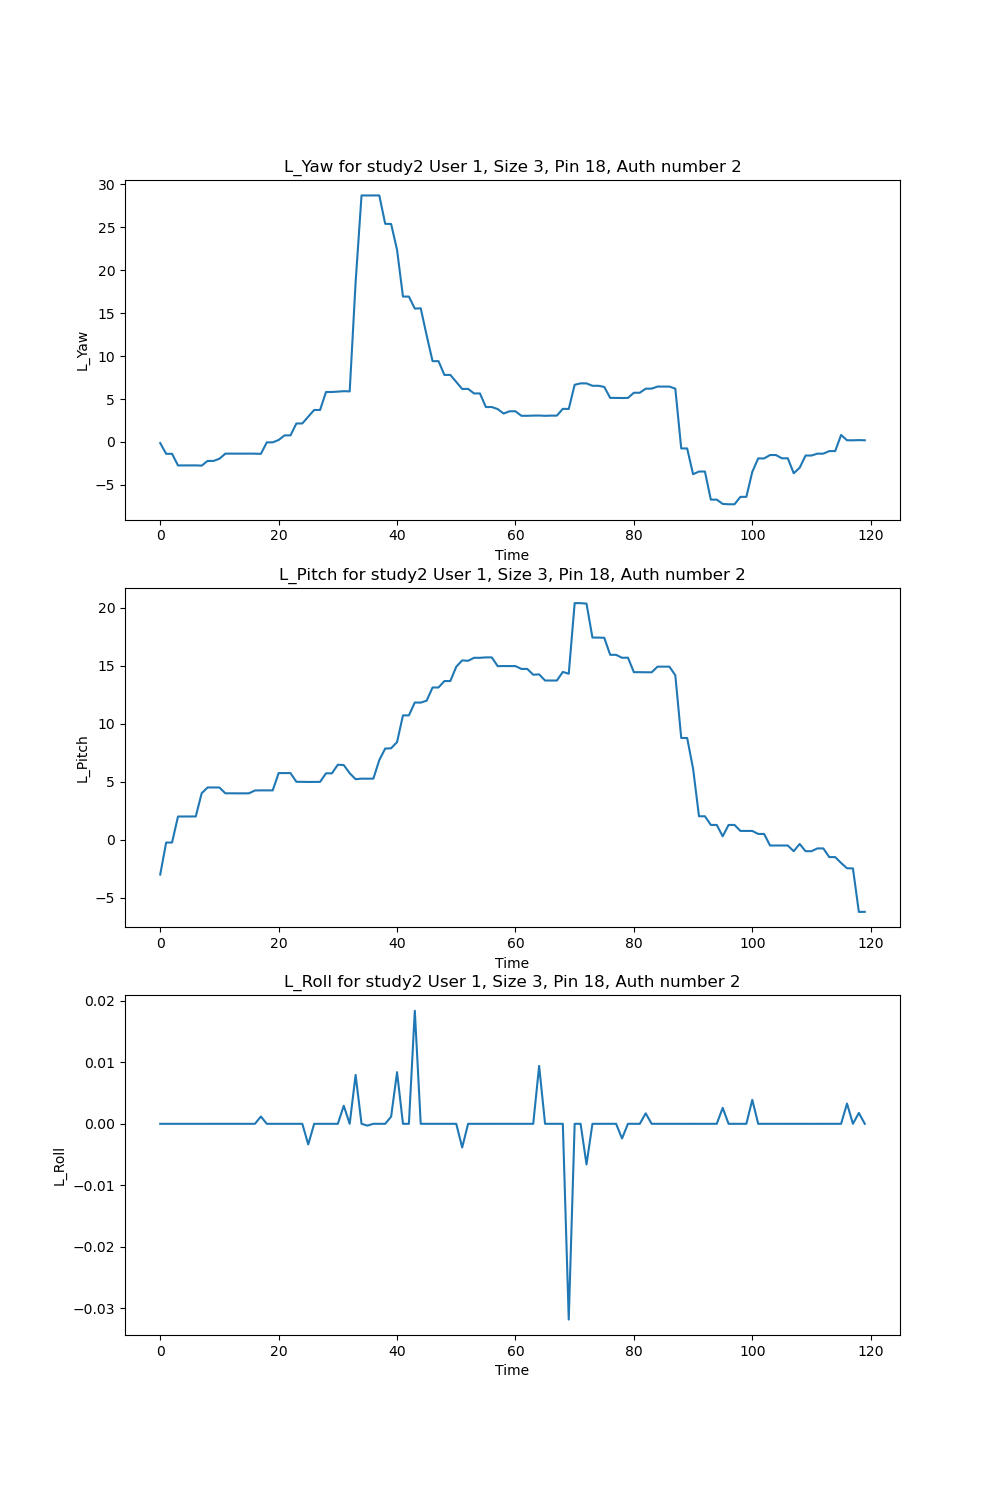 L_Yaw for study2 User 1, Size 3, Pin 18, Auth number 2
30
25
20
15
10
5
0
−5
L_Yaw
0 20 40 60 80 100 120
Time
L_Pitch for study2 User 1, Size 3, Pin 18, Auth number 2
20
15
10
5
0
−5
L_Pitch
0 20 40 60 80 100 120
Time
L_Roll for study2 User 1, Size 3, Pin 18, Auth number 2
0.02
0.01
0.00
−0.01
−0.02
−0.03
L_Roll
0 20 40 60 80 100 120
Time